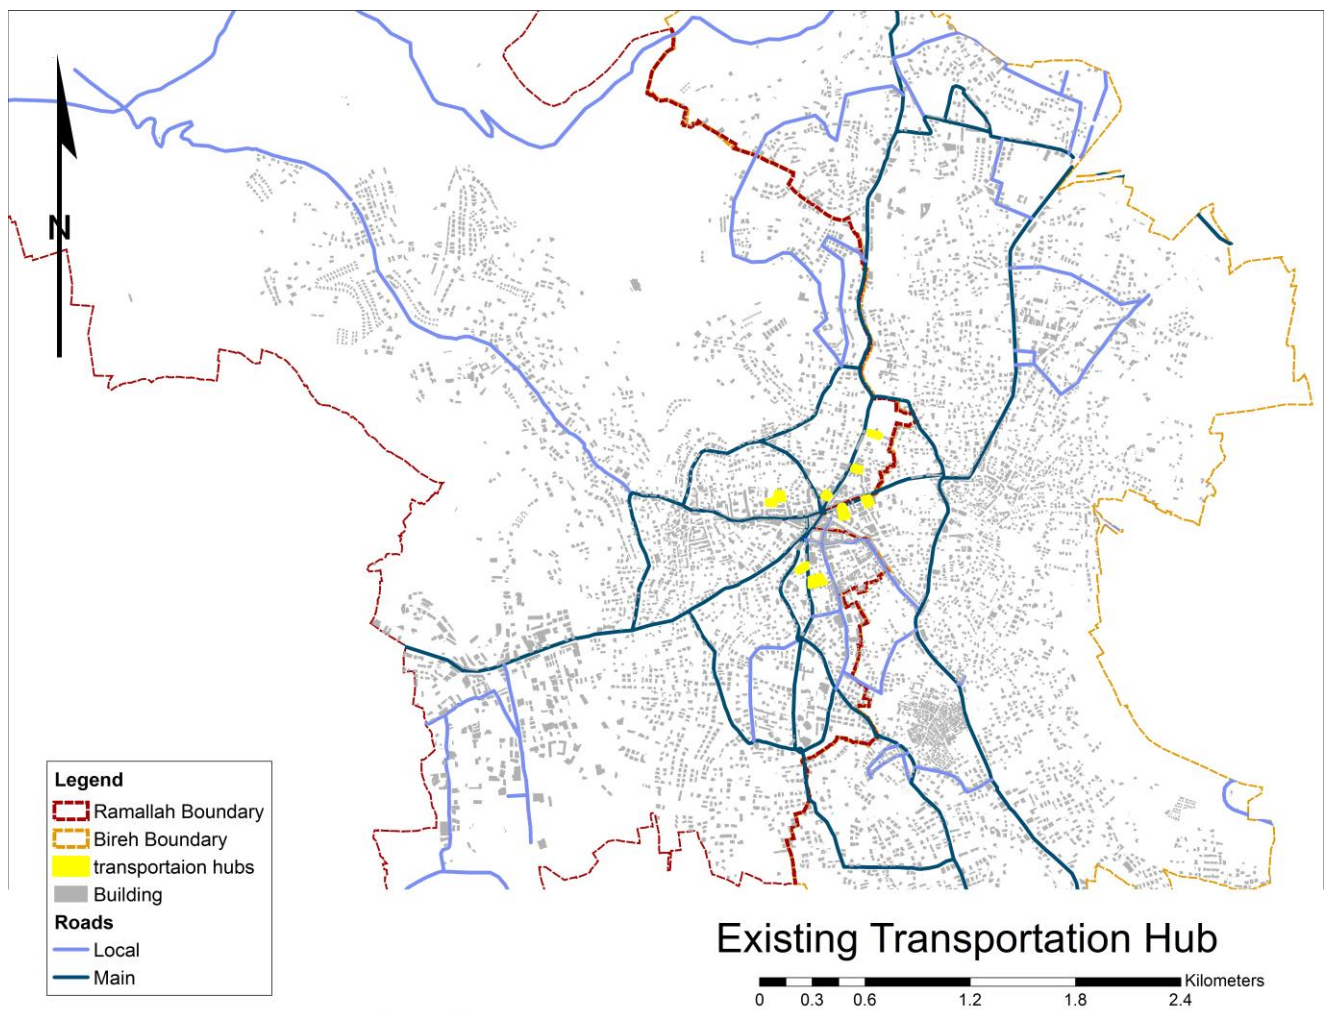 N
Legend
Ramallah Boundary
Bireh Boundary
transportaion hubs
Building
Roads
Local
Main
Existing Transportation Hub
Kilometers
0 0.3 0.6 1.2 1.8 2.4